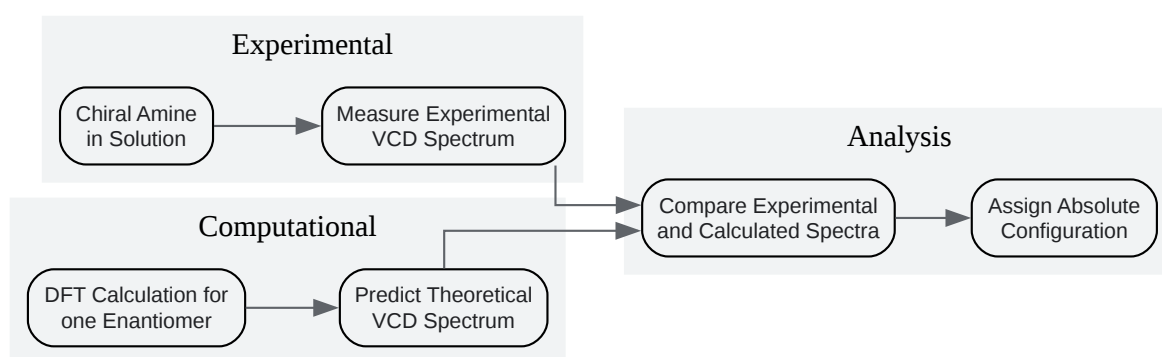 Experimental
Chiral Amine
in Solution
Measure Experimental
VCD Spectrum
Computational
DFT Calculation for
one Enantiomer
Predict Theoretical
VCD Spectrum
Analysis
Compare Experimental
and Calculated Spectra
Assign Absolute
Configuration